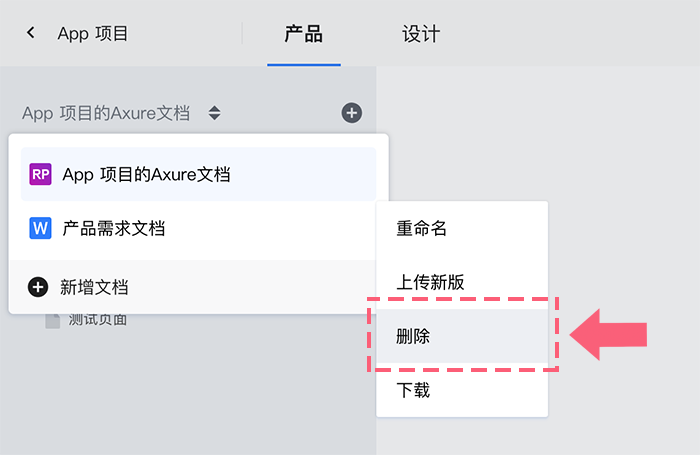 App 项目
产品
设计
App 项目的Axure文档
RP App 项目的Axure文档
W 产品需求文档
新增文档
测试页面
重命名
上传新版
删除
下载